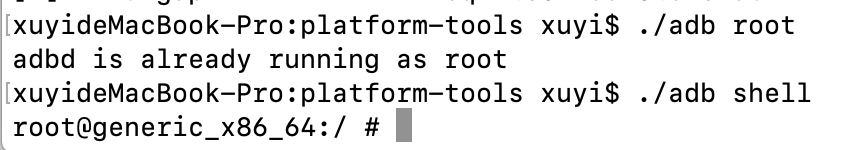 [xuyideMacBook-Pro:platform-tools xuyi$ ./adb root
adbd is already running as root
[xuyideMacBook-Pro:platform-tools xuyi$ ./adb shell
root@generic_x86_64:/ #